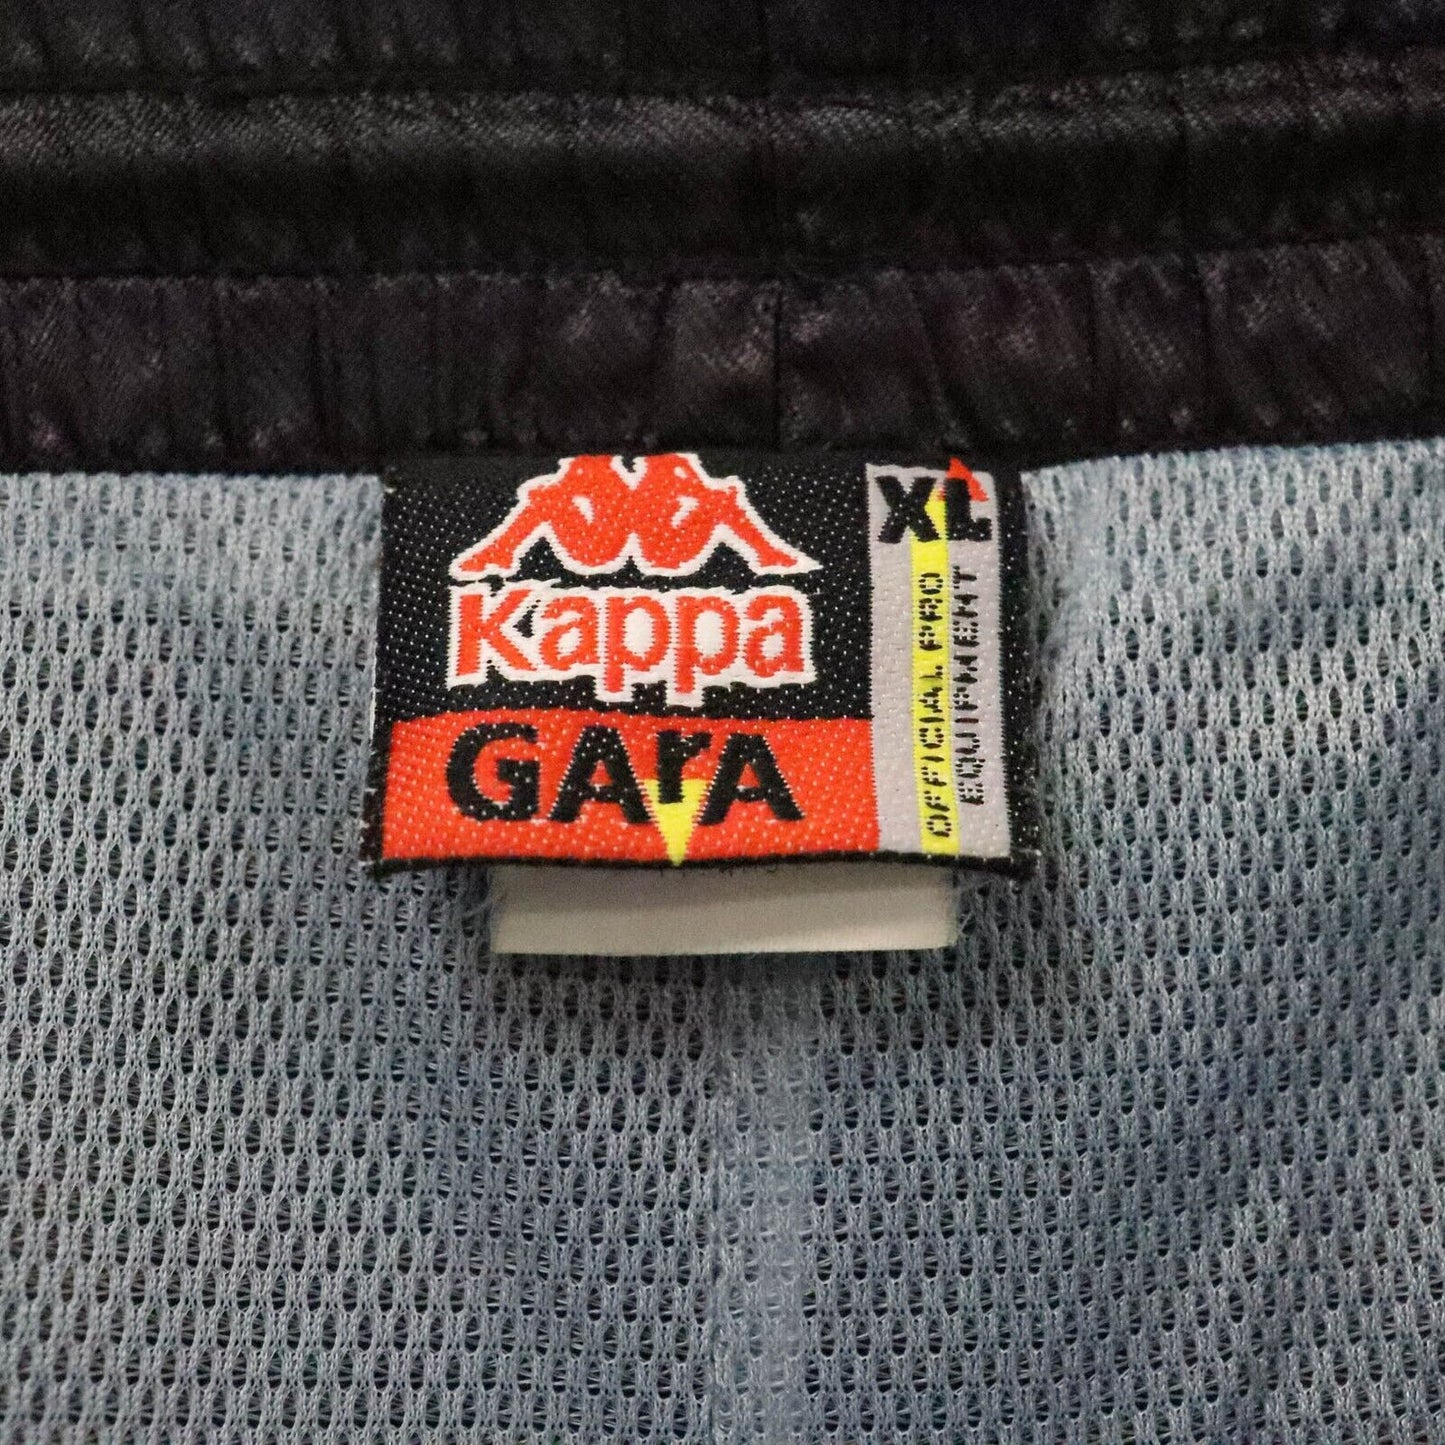 Kappa
GArA
XL
OFFICIAL PRO
EQUIPMENT